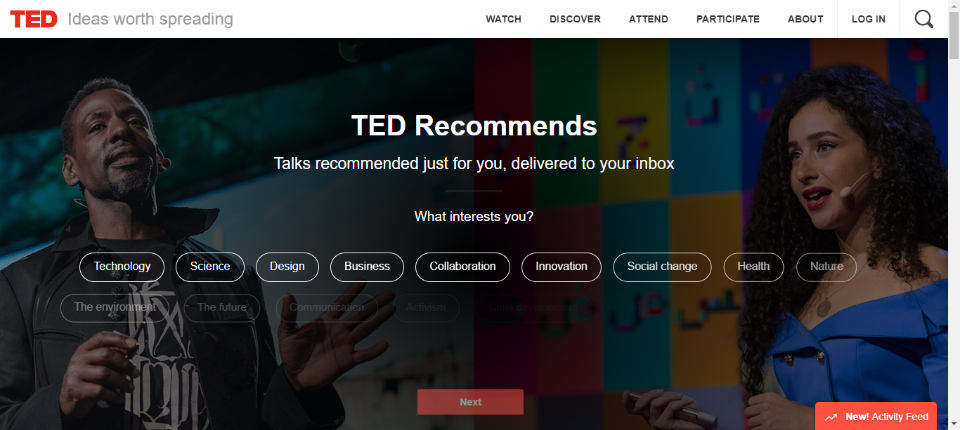 TED Ideas worth spreading
WATCH DISCOVER ATTEND PARTICIPATE ABOUT LOG IN
TED Recommends
Talks recommended just for you, delivered to your inbox
What interests you?
Technology Science Design Business Collaboration Innovation Social change Health Nature
The environment The future Communication Activism
Next
New! Activity Feed